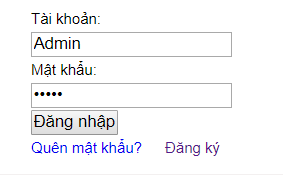 Tài khoản:
Admin
Mật khẩu:
•••••
Đăng nhập
Quên mật khẩu? Đăng ký